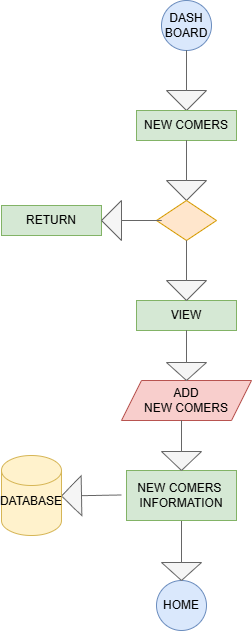 DASH
BOARD
NEW COMERS
RETURN
VIEW
ADD
NEW COMERS
NEW COMERS
INFORMATION
DATABASE
HOME